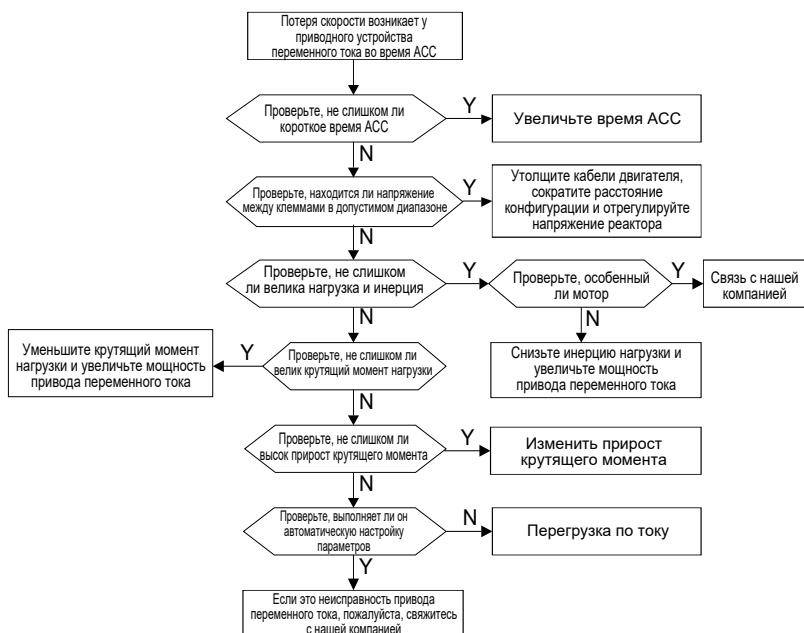 Потеря скорости возникает у
приводного устройства
переменного тока во время АСС
Проверьте, не слишком ли
короткое время АСС
Y
Увеличьте время АСС
N
Проверьте, находится ли напряжение
между клеммами в допустимом диапазоне
Y
Утолщите кабели двигателя,
сократите расстояние
конфигурации и отрегулируйте
напряжение реактора
N
Проверьте, не слишком
ли велика нагрузка и инерция
Y
Проверьте, особенный
ли мотор
Y
Связь с нашей
компанией
N
Снизьте инерцию нагрузки и
увеличьте мощность
привода переменного тока
N
Проверьте, не слишком ли
велик крутящий момент нагрузки
Y
Уменьшите крутящий момент
нагрузки и увеличьте мощность
привода переменного тока
N
Проверьте, не слишком ли
высок прирост крутящего момента
Y
Изменить прирост
крутящего момента
N
Проверьте, выполняет ли он
автоматическую настройку
параметров
N
Перегрузка по току
Y
Если это неисправность привода
переменного тока, пожалуйста, свяжитесь
с нашей компанией